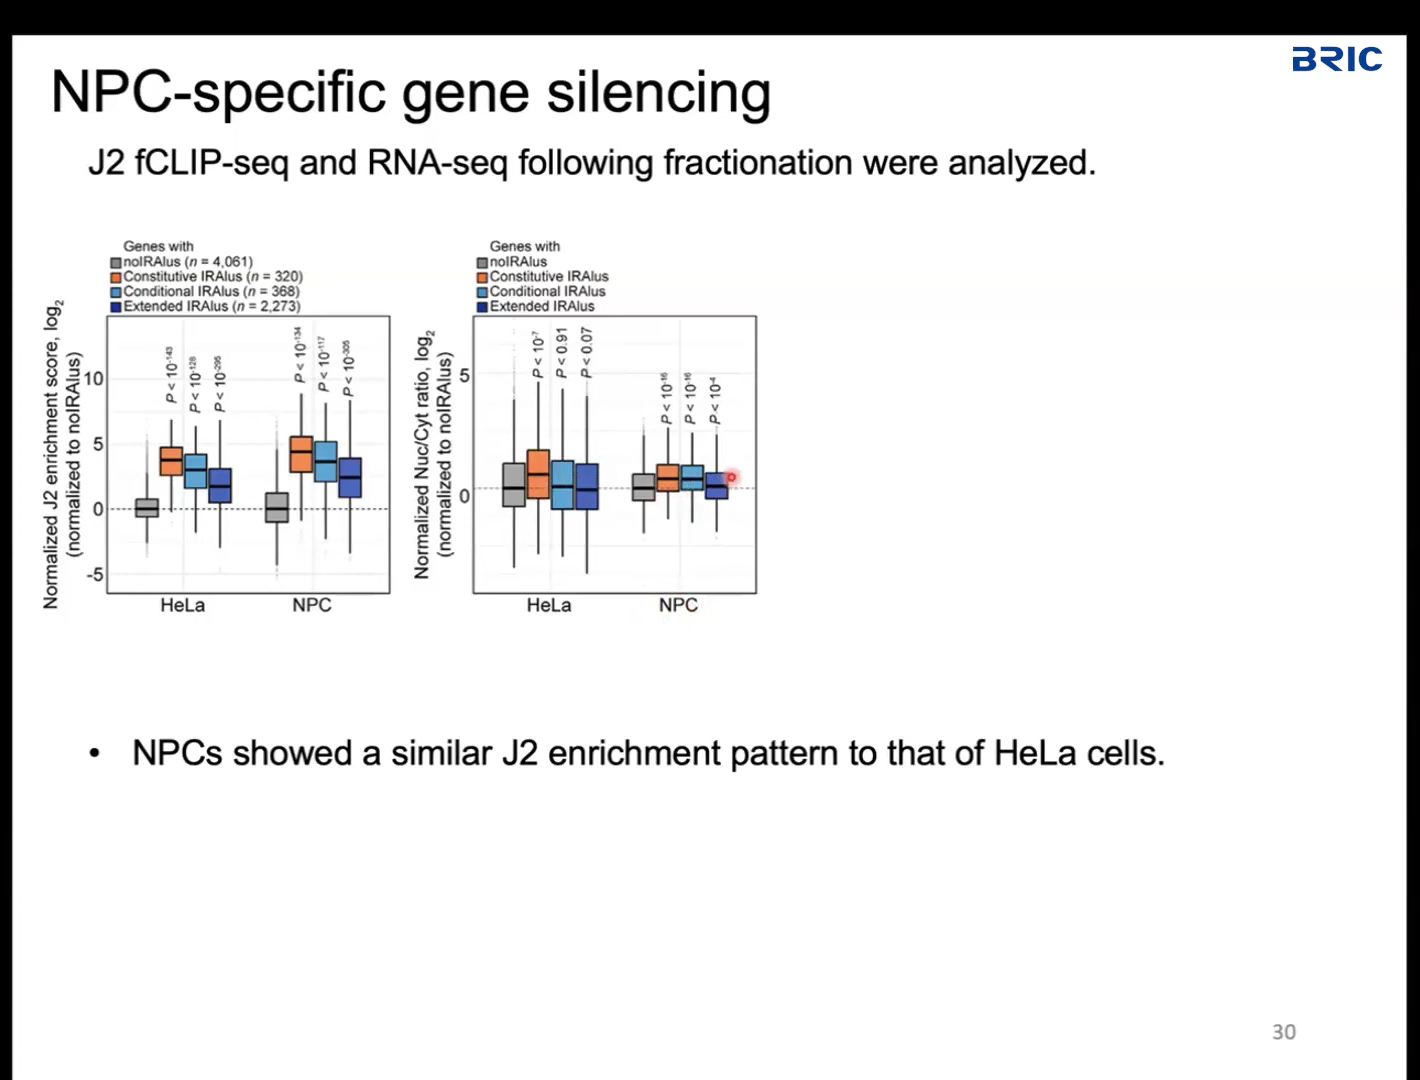 BRIC
NPC-specific gene silencing
J2 fCLIP-seq and RNA-seq following fractionation were analyzed.
Genes with
noIRAlus (n = 4,061)
Constitutive IRAlus (n = 320)
Conditional IRAlus (n = 368)
Extended IRAlus (n = 2,273)
Normalized J2 enrichment score, log2
(normalized to noIRAlus)
10
5
0
-5
P < 10-143
P < 10-128
P < 10-295
P < 10-134
P < 10-117
P < 10-305
HeLa
NPC
Genes with
noIRAlus
Constitutive IRAlus
Conditional IRAlus
Extended IRAlus
Normalized Nuc/Cyt ratio, log2
(normalized to noIRAlus)
5
0
P < 10-7
P < 0.91
P < 0.07
P < 10-16
P < 10-16
P < 10-4
HeLa
NPC
• NPCs showed a similar J2 enrichment pattern to that of HeLa cells.
30